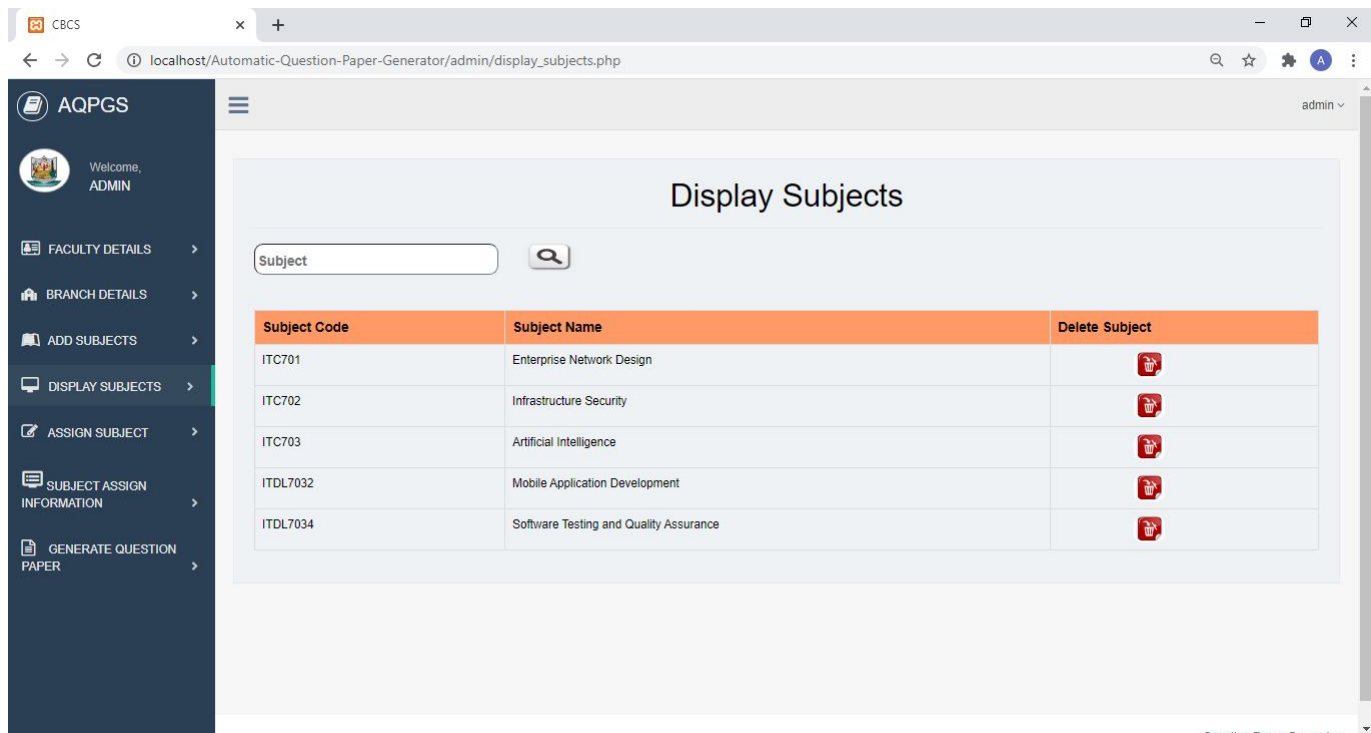 CBCS
localhost/Automatic-Question-Paper-Generator/admin/display_subjects.php
A
AQPGS
admin
Welcome,
ADMIN
FACULTY DETAILS
BRANCH DETAILS
ADD SUBJECTS
DISPLAY SUBJECTS
ASSIGN SUBJECT
SUBJECT ASSIGN
INFORMATION
GENERATE QUESTION
PAPER
Display Subjects
Subject
Subject Code Subject Name Delete Subject
ITC701 Enterprise Network Design
ITC702 Infrastructure Security
ITC703 Artificial Intelligence
ITDL7032 Mobile Application Development
ITDL7034 Software Testing and Quality Assurance